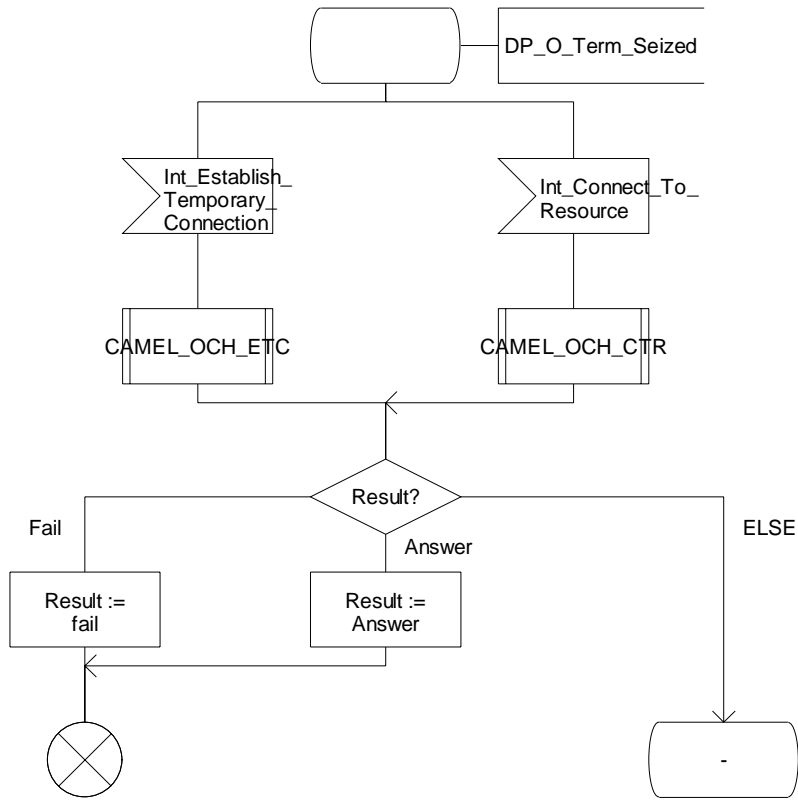 DP_O_Term_Seized
Int_Establish_
Temporary_
Connection
Int_Connect_To_
Resource
CAMEL_OCH_ETC
CAMEL_OCH_CTR
Result?
Fail
Answer
ELSE
Result :=
fail
Result :=
Answer
-